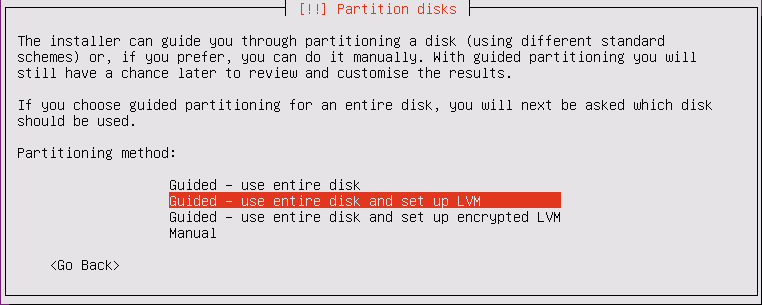 [!!] Partition disks
The installer can guide you through partitioning a disk (using different standard
schemes) or, if you prefer, you can do it manually. With guided partitioning you will
still have a chance later to review and customise the results.
If you choose guided partitioning for an entire disk, you will next be asked which disk
should be used.
Partitioning method:
Guided - use entire disk
Guided - use entire disk and set up LVM
Guided - use entire disk and set up encrypted LVM
Manual
<Go Back>